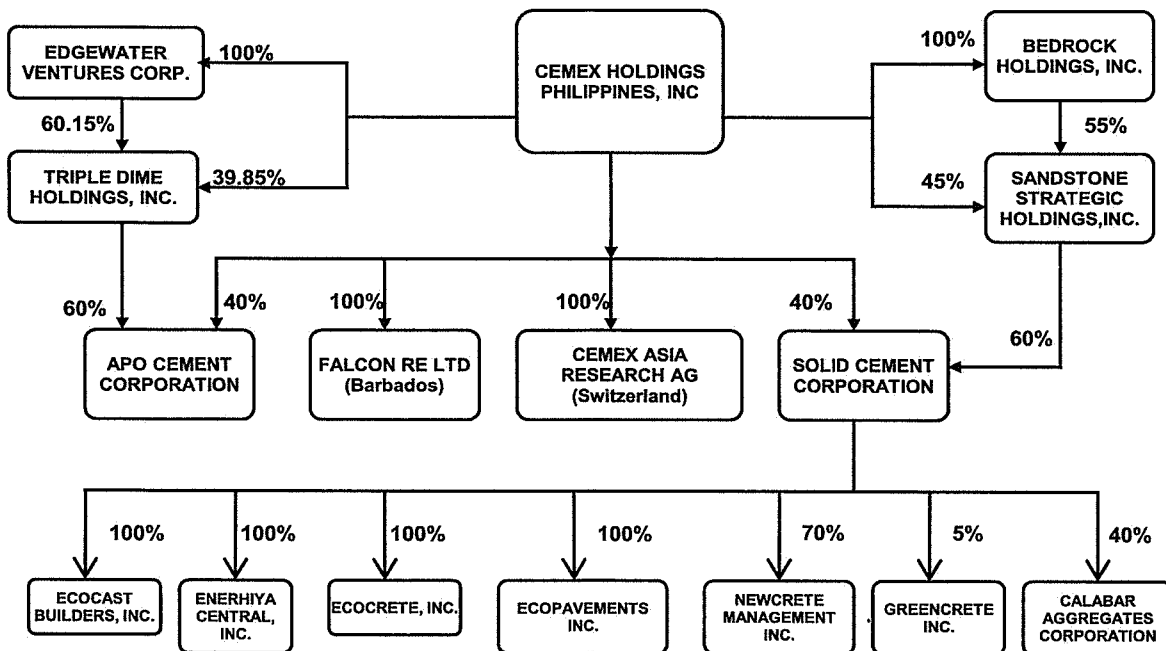 EDGEWATER
VENTURES CORP.
100%
CEMEX HOLDINGS
PHILIPPINES, INC
100%
BEDROCK
HOLDINGS, INC.
60.15%
55%
TRIPLE DIME
HOLDINGS, INC.
39.85%
45%
SANDSTONE
STRATEGIC
HOLDINGS,INC.
60%
40%
100%
100%
40%
60%
APO CEMENT
CORPORATION
FALCON RE LTD
(Barbados)
CEMEX ASIA
RESEARCH AG
(Switzerland)
SOLID CEMENT
CORPORATION
100%
100%
100%
100%
70%
5%
40%
ECOCAST
BUILDERS, INC.
ENERHIYA
CENTRAL,
INC.
ECOCRETE, INC.
ECOPAVEMENTS
INC.
NEWCRETE
MANAGEMENT
INC.
GREENCRETE
INC.
CALABAR
AGGREGATES
CORPORATION